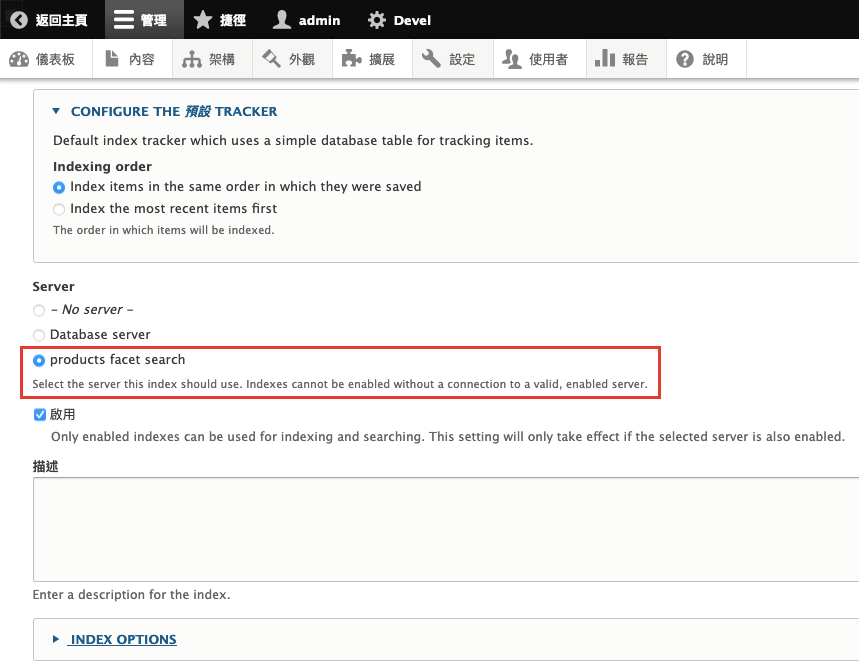 返回主頁 管理 捷徑 admin Devel
儀表板 內容 架構 外觀 擴展 設定 使用者 報告 說明
CONFIGURE THE 預設 TRACKER
Default index tracker which uses a simple database table for tracking items.
Indexing order
Index items in the same order in which they were saved
Index the most recent items first
The order in which items will be indexed.
Server
- No server -
Database server
products facet search
Select the server this index should use. Indexes cannot be enabled without a connection to a valid, enabled server.
啟用
Only enabled indexes can be used for indexing and searching. This setting will only take effect if the selected server is also enabled.
描述
Enter a description for the index.
INDEX OPTIONS